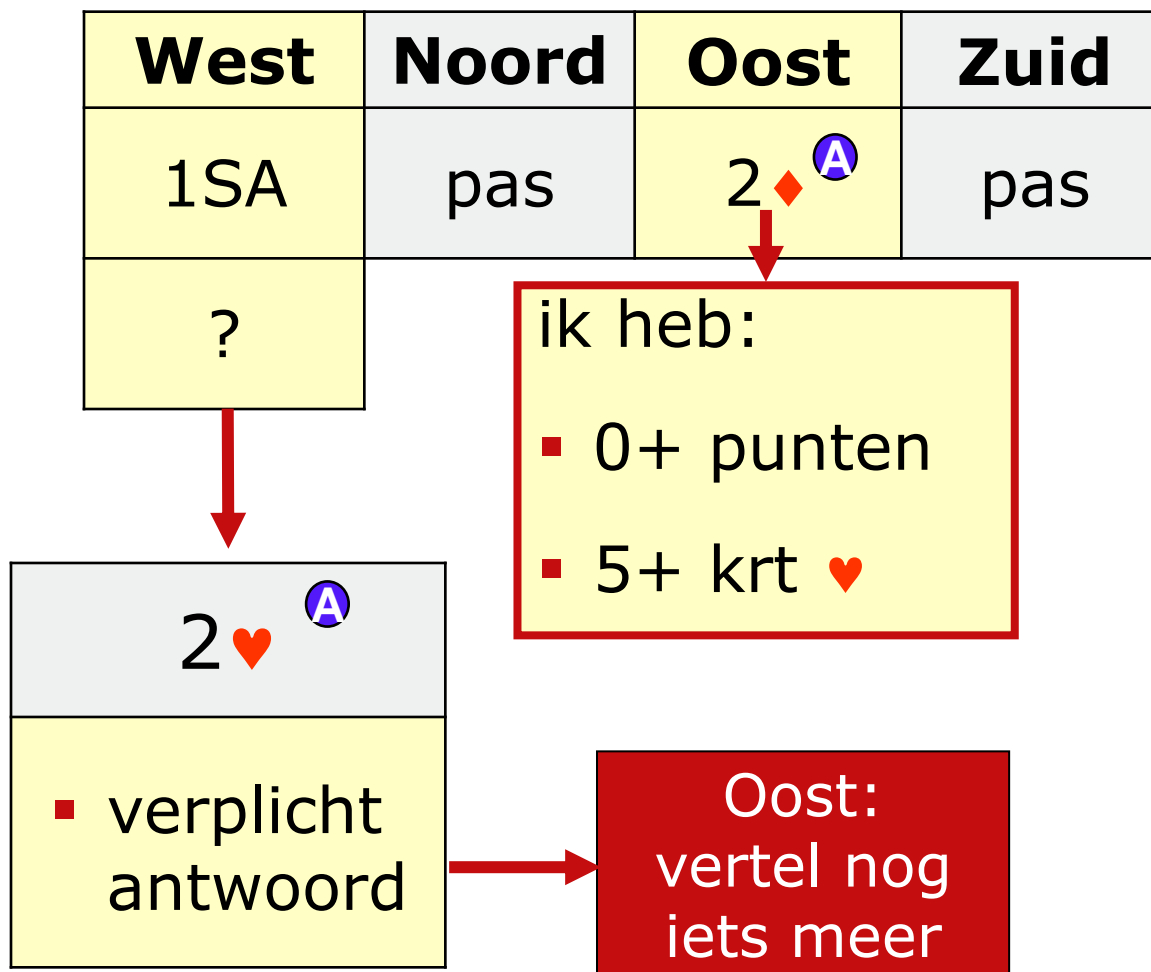 West Noord Oost Zuid
1SA pas 2♦ A pas
?
ik heb:
▪ 0+ punten
▪ 5+ krt ♥
2♥ A
▪ verplicht
antwoord
Oost:
vertel nog
iets meer